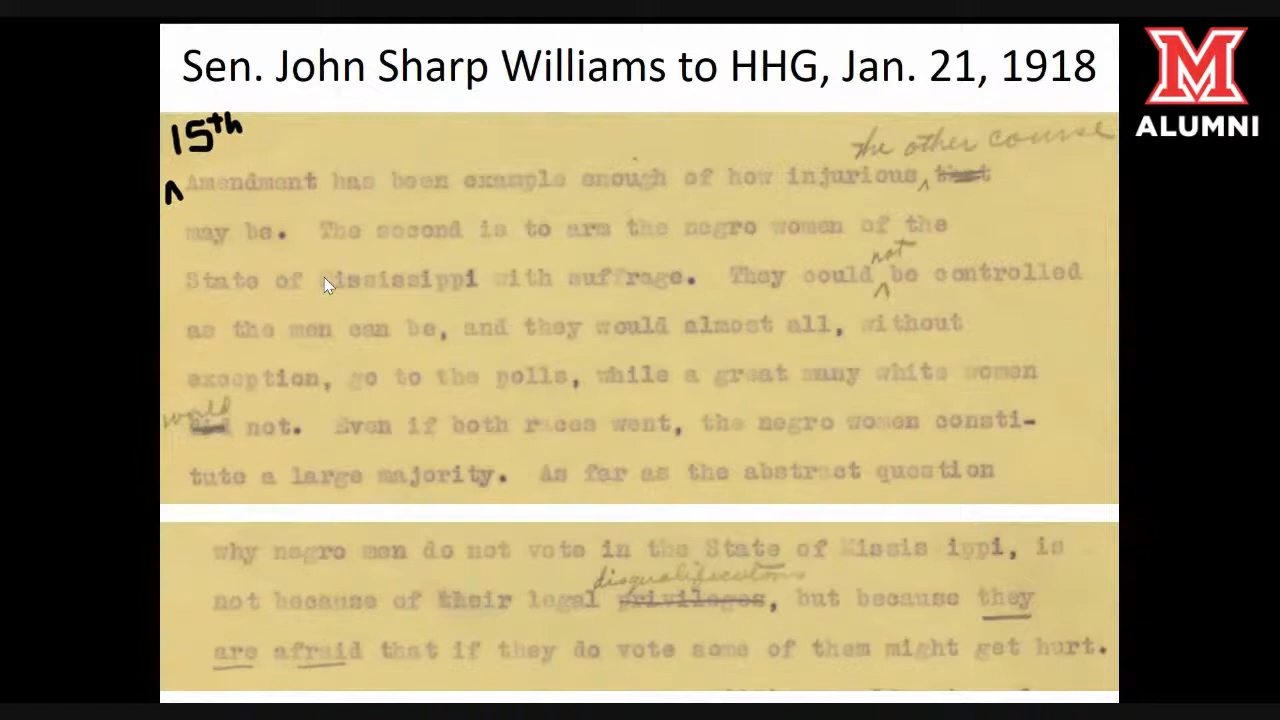 Sen. John Sharp Williams to HHG, Jan. 21, 1918
M
ALUMNI
15th
the other course
^ Amendment has been example enough of how injurious ^ that
may be. The second is to arm the negro women of the
not
State of Mississippi with suffrage. They could ^ be controlled
as the men can be, and they would almost all, without
exception, go to the polls, while a great many white women
would
did not. Even if both races went, the negro women consti-
tute a large majority. As far as the abstract question
why negro men do not vote in the State of Missis ippi, is
disqualifications
not because of their legal privileges, but because they
are afraid that if they do vote some of them might get hurt.